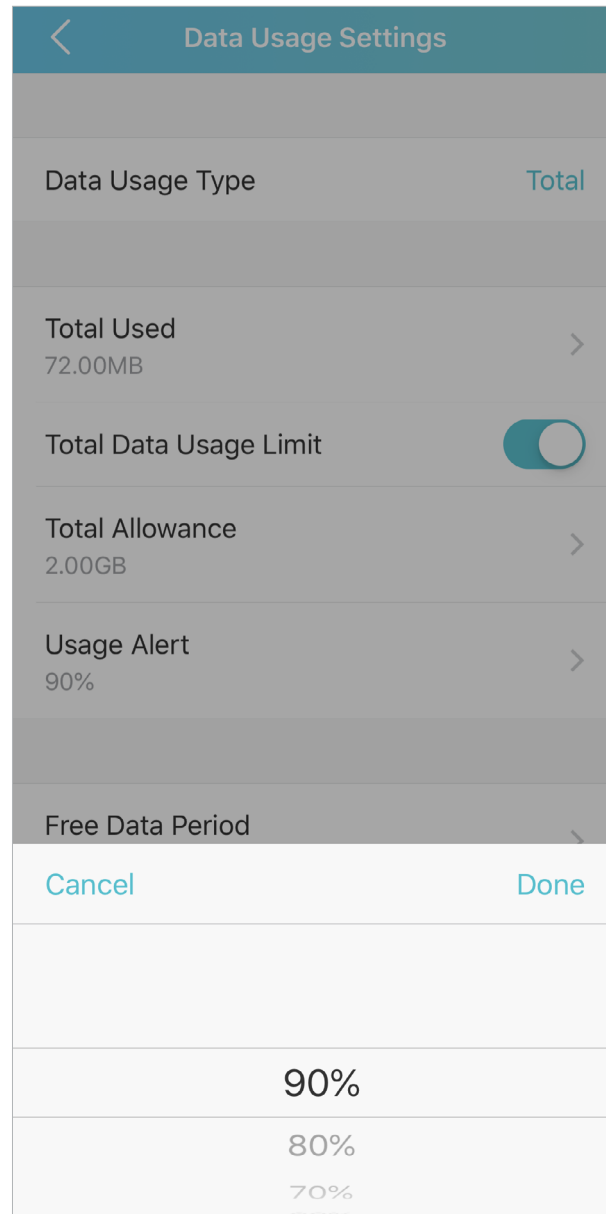 Data Usage Settings
Data Usage Type Total
Total Used
72.00MB
Total Data Usage Limit
Total Allowance
2.00GB
Usage Alert
90%
Free Data Period
Cancel Done
90%
80%
70%